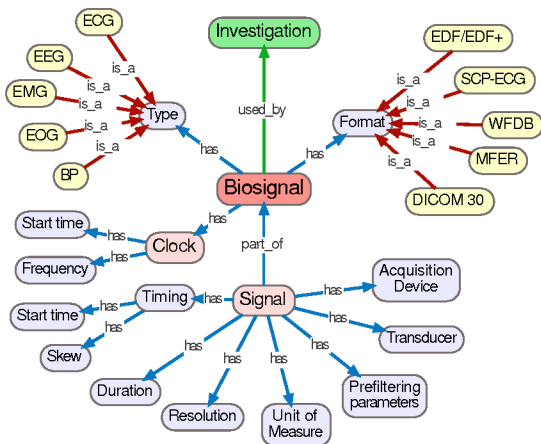 ECG
Investigation
EDF/EDF+
EEG
is_a
is_a
SCP-ECG
is_a
is_a
EMG
is_a
used_by
Type
Format
is_a
WFDB
EOG
is_a
is_a
MFER
is_a
has
has
is_a
BP
Biosignal
DICOM 30
Start time
has
has
Clock
part_of
Frequency
has
Acquisition
Device
Timing
has
Signal
has
Start time
has
has
Transducer
Skew
has
has
has
has
has
Duration
Prefiltering
parameters
Resolution
Unit of
Measure